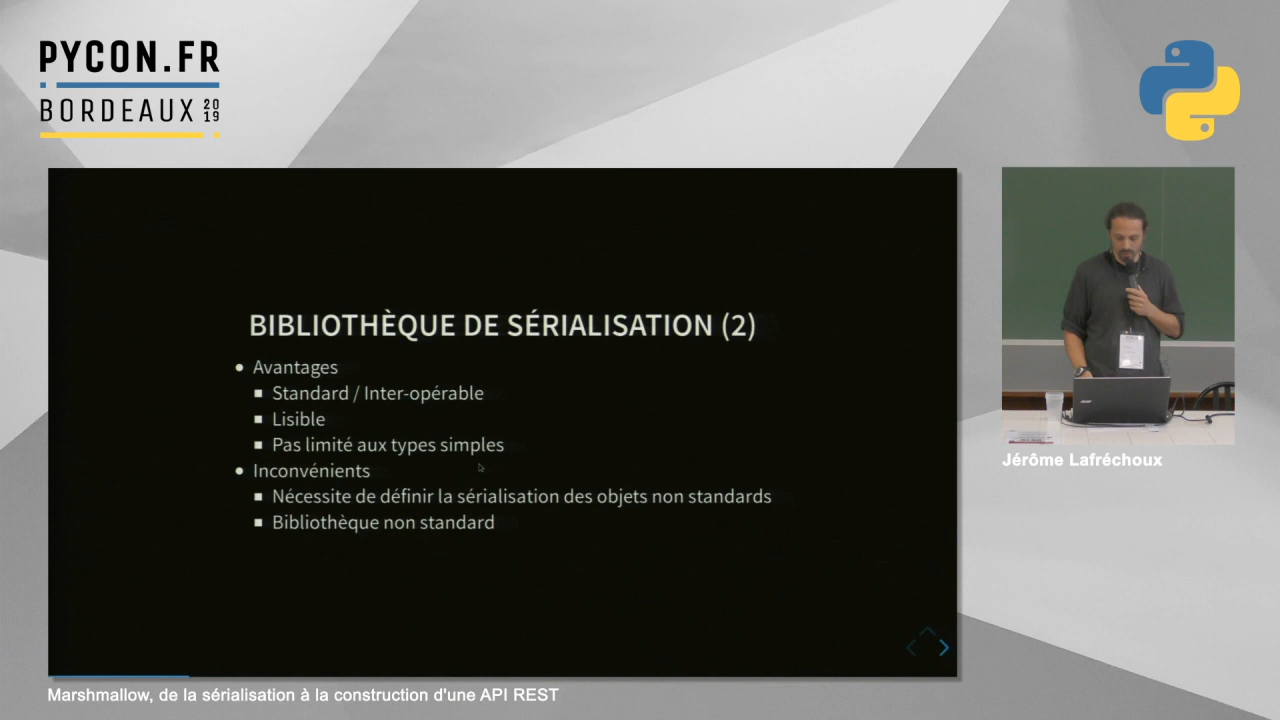 PYCON.FR
BORDEAUX 2019
BIBLIOTHÈQUE DE SÉRIALISATION (2)
Avantages
Standard / Inter-opérable
Lisible
Pas limité aux types simples
Inconvénients
Nécessite de définir la sérialisation des objets non standards
Bibliothèque non standard
Jérôme Lafréchoux
Marshmallow, de la sérialisation à la construction d'une API REST